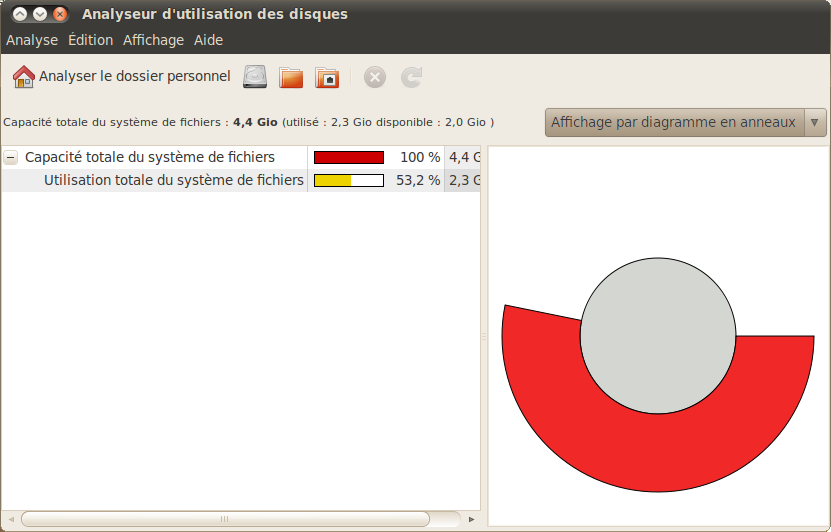 Analyseur d'utilisation des disques
Analyse Édition Affichage Aide
Analyser le dossier personnel
Capacité totale du système de fichiers : 4,4 Gio (utilisé : 2,3 Gio disponible : 2,0 Gio )
Affichage par diagramme en anneaux
Capacité totale du système de fichiers 100 % 4,4 G
Utilisation totale du système de fichiers 53,2 % 2,3 G